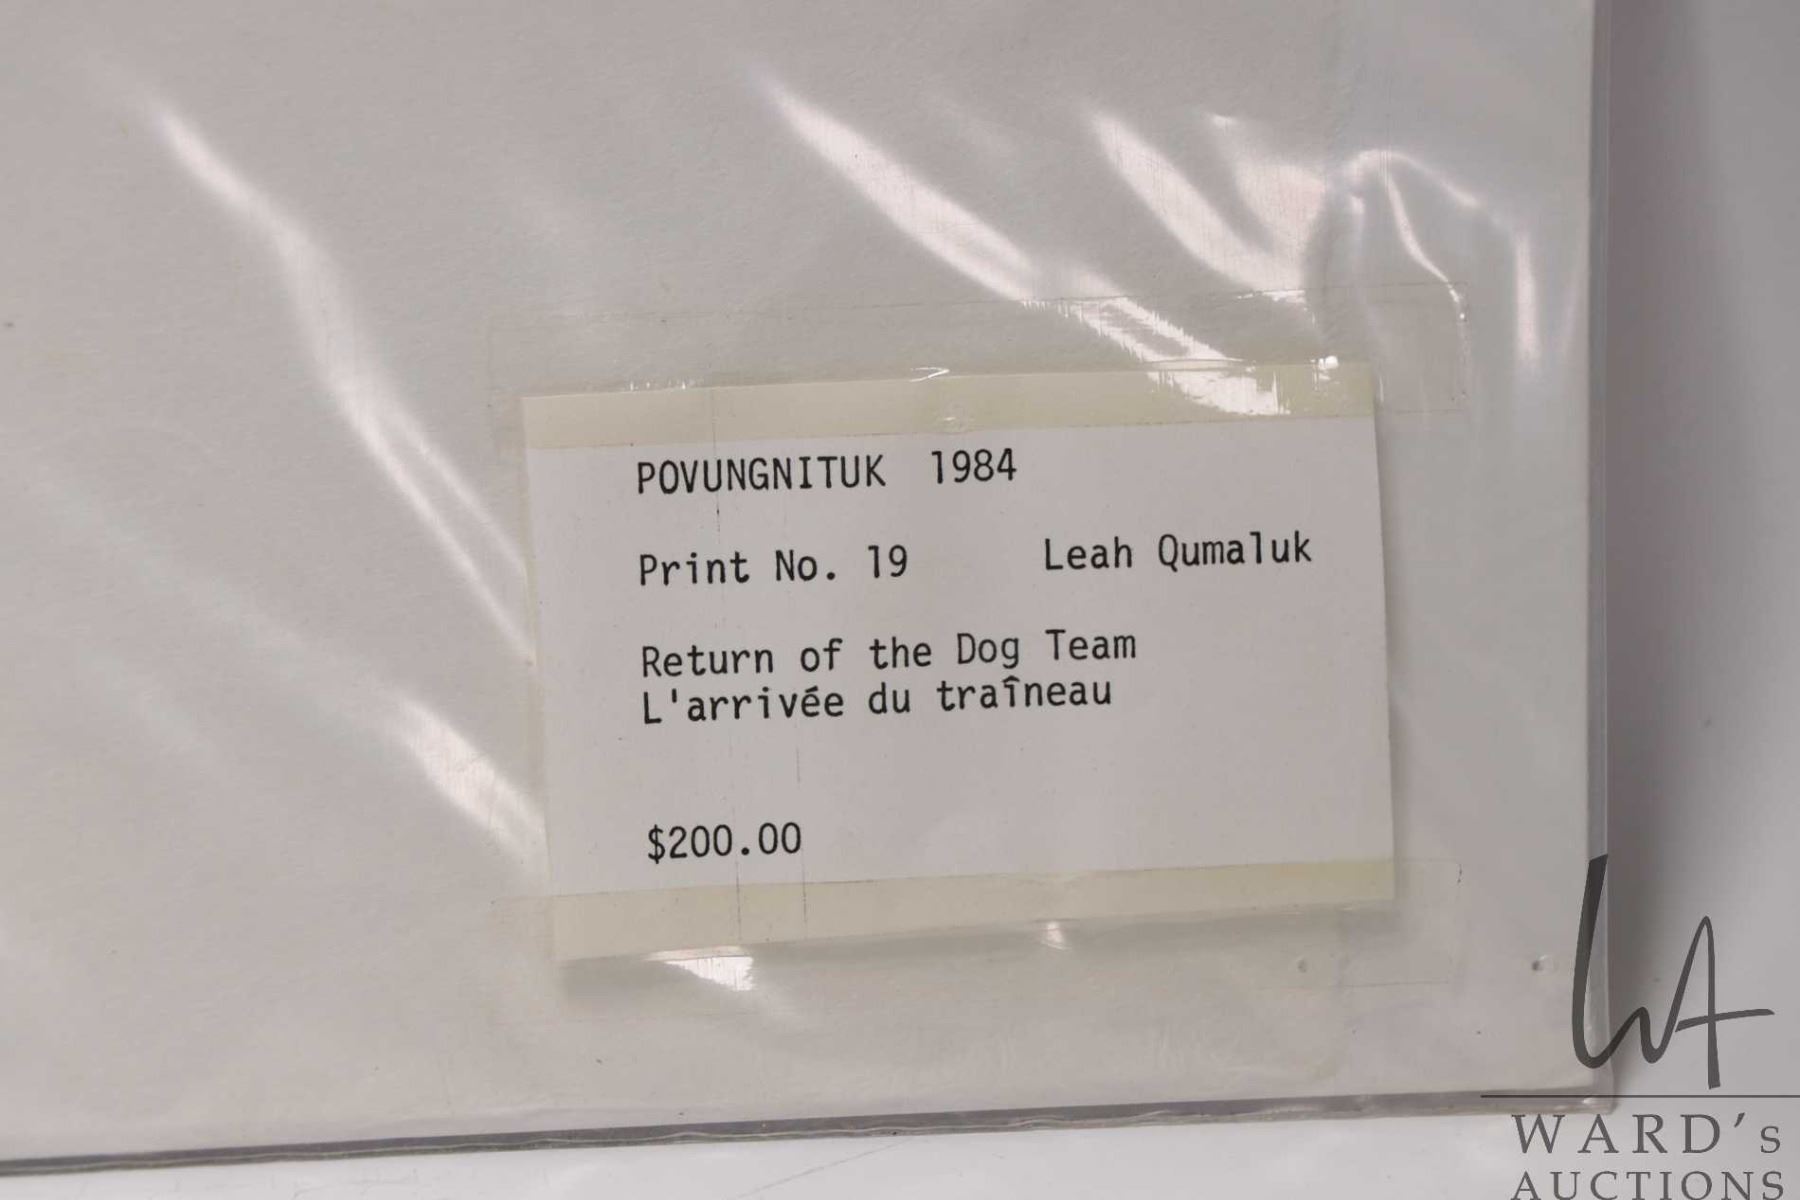 POVUNGNITUK 1984
Print No. 19 Leah Qumaluk
Return of the Dog Team
L'arrivée du traîneau
$200.00
WA
WARD's
AUCTIONS